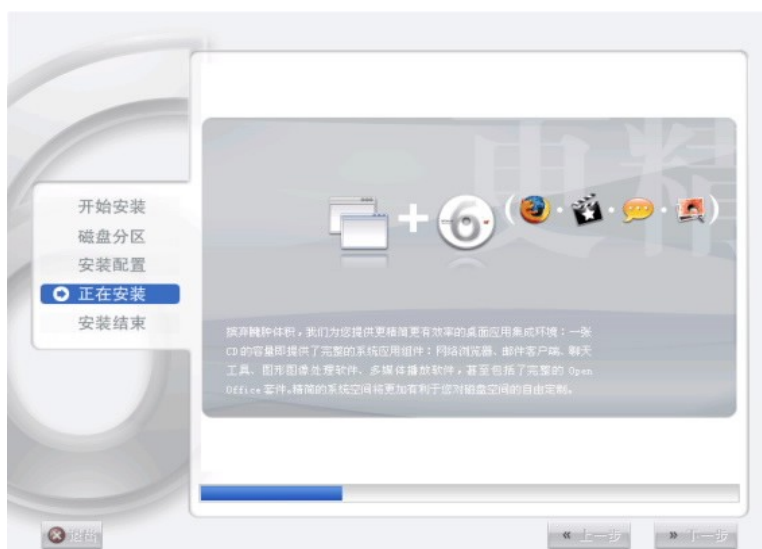 更精
开始安装
磁盘分区
安装配置
正在安装
安装结束
6
摈弃臃肿体积,我们为您提供更精简更有效率的桌面应用集成环境:一张
CD的容量即提供了完整的系统应用组件:网络浏览器、邮件客户端、聊天
工具、图形图像处理软件、多媒体播放软件,甚至包括了完整的 Open
Office 套件。精简的系统空间将更加有利于您对磁盘空间的自由定制。
退出
« 上一步
» 下一步